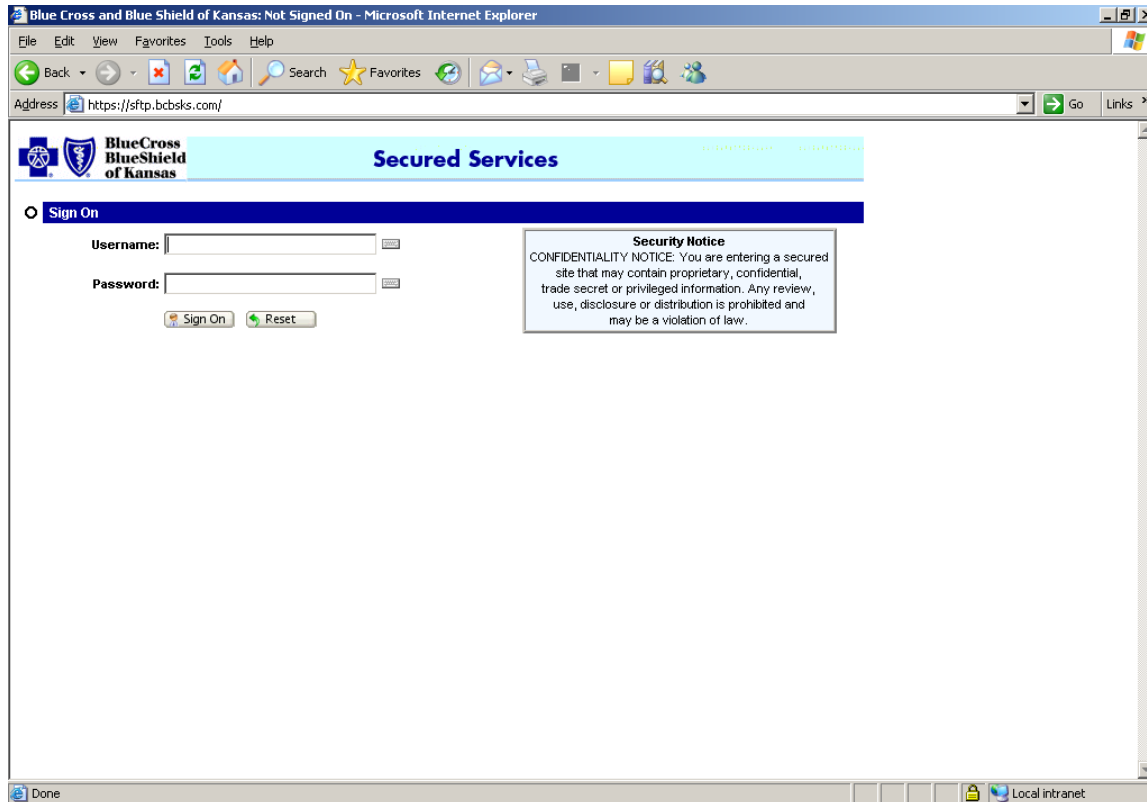 Blue Cross and Blue Shield of Kansas: Not Signed On - Microsoft Internet Explorer
File Edit View Favorites Tools Help
Back Search Favorites
Address https://sftp.bcbsks.com/ Go Links
BlueCross
BlueShield
of Kansas
Secured Services
Sign On
Username:
Password:
Sign On Reset
Security Notice
CONFIDENTIALITY NOTICE: You are entering a secured
site that may contain proprietary, confidential,
trade secret or privileged information. Any review,
use, disclosure or distribution is prohibited and
may be a violation of law.
Done Local intranet